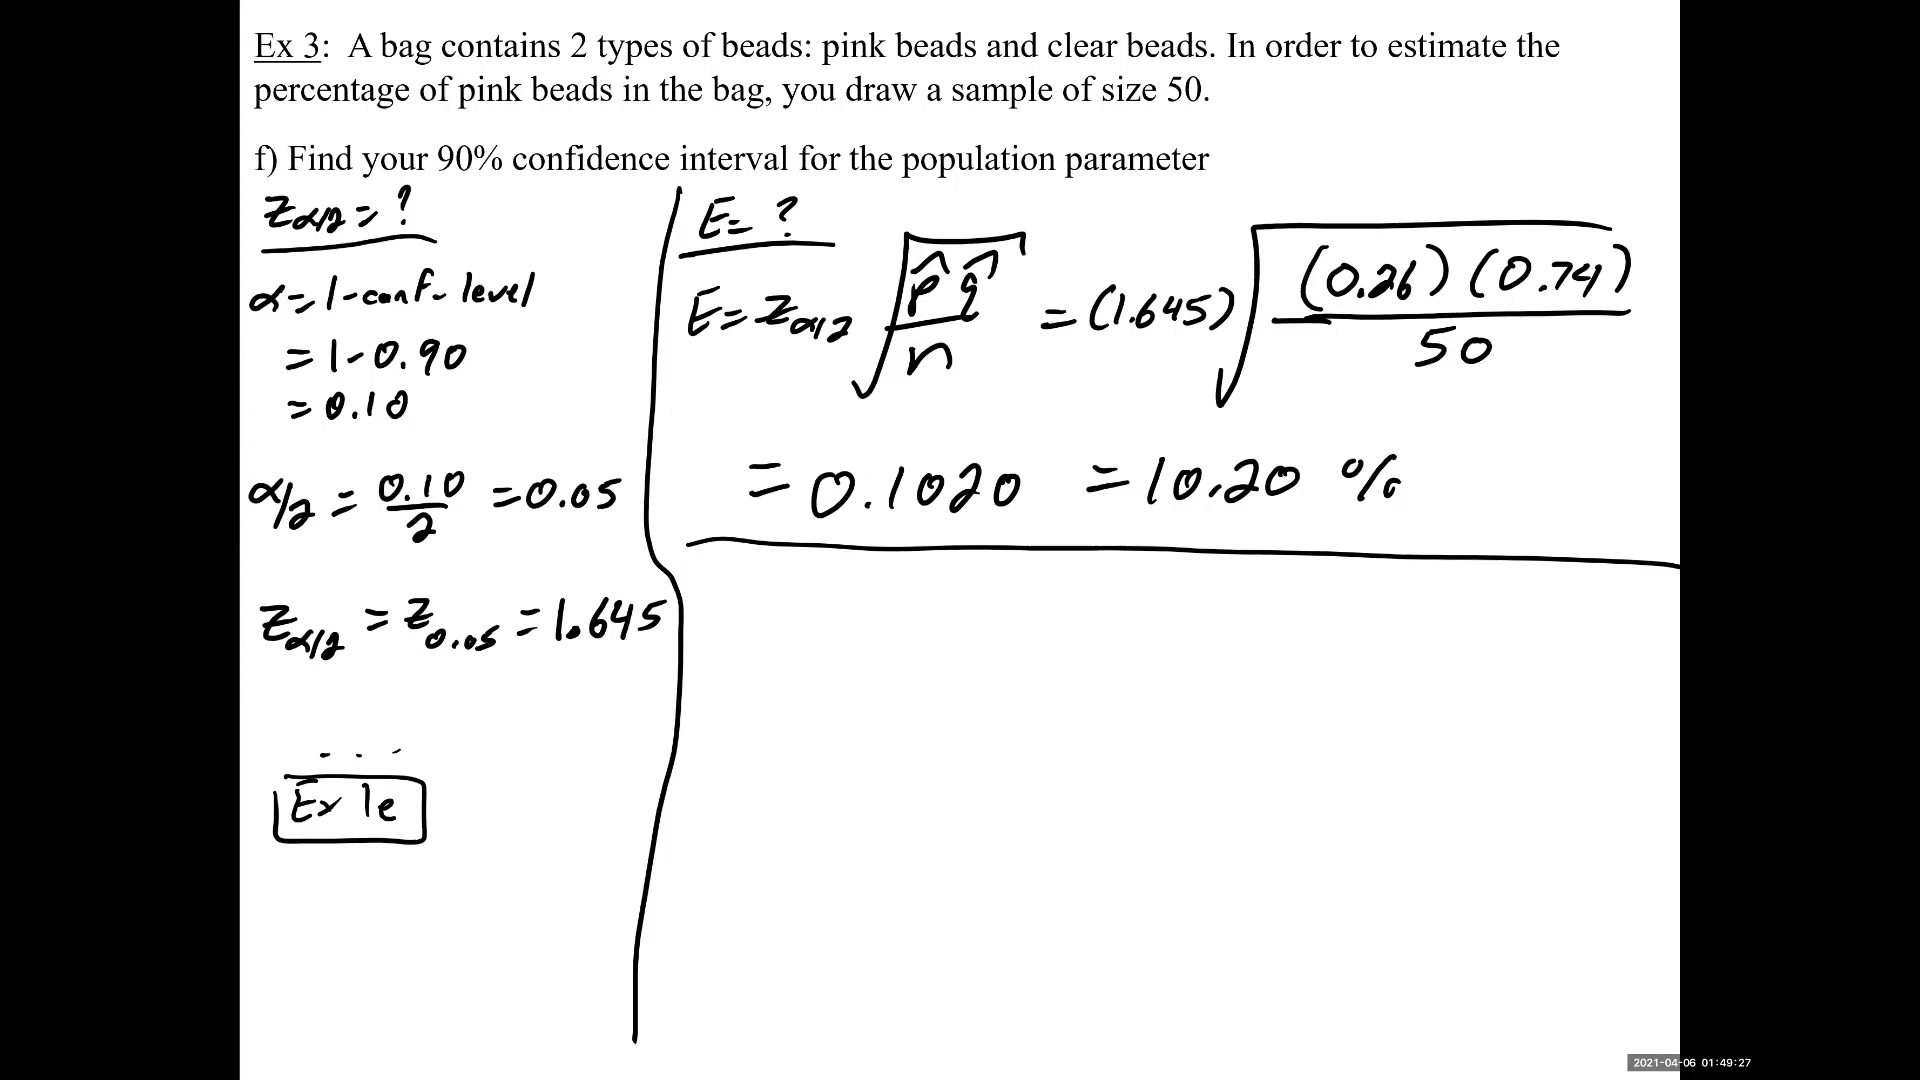 Ex 3: A bag contains 2 types of beads: pink beads and clear beads. In order to estimate the
percentage of pink beads in the bag, you draw a sample of size 50.
f) Find your 90% confidence interval for the population parameter
Zα/2 = ?
α = 1 - conf. level
= 1 - 0.90
= 0.10
α/2 = 0.10/2 = 0.05
Zα/2 = Z0.05 = 1.645
Ex 1e
E = ?
E = Zα/2 √(p̂ q̂ / n) = (1.645) √((0.26)(0.74) / 50)
= 0.1020 = 10.20 %
2021-04-06 01:49:27